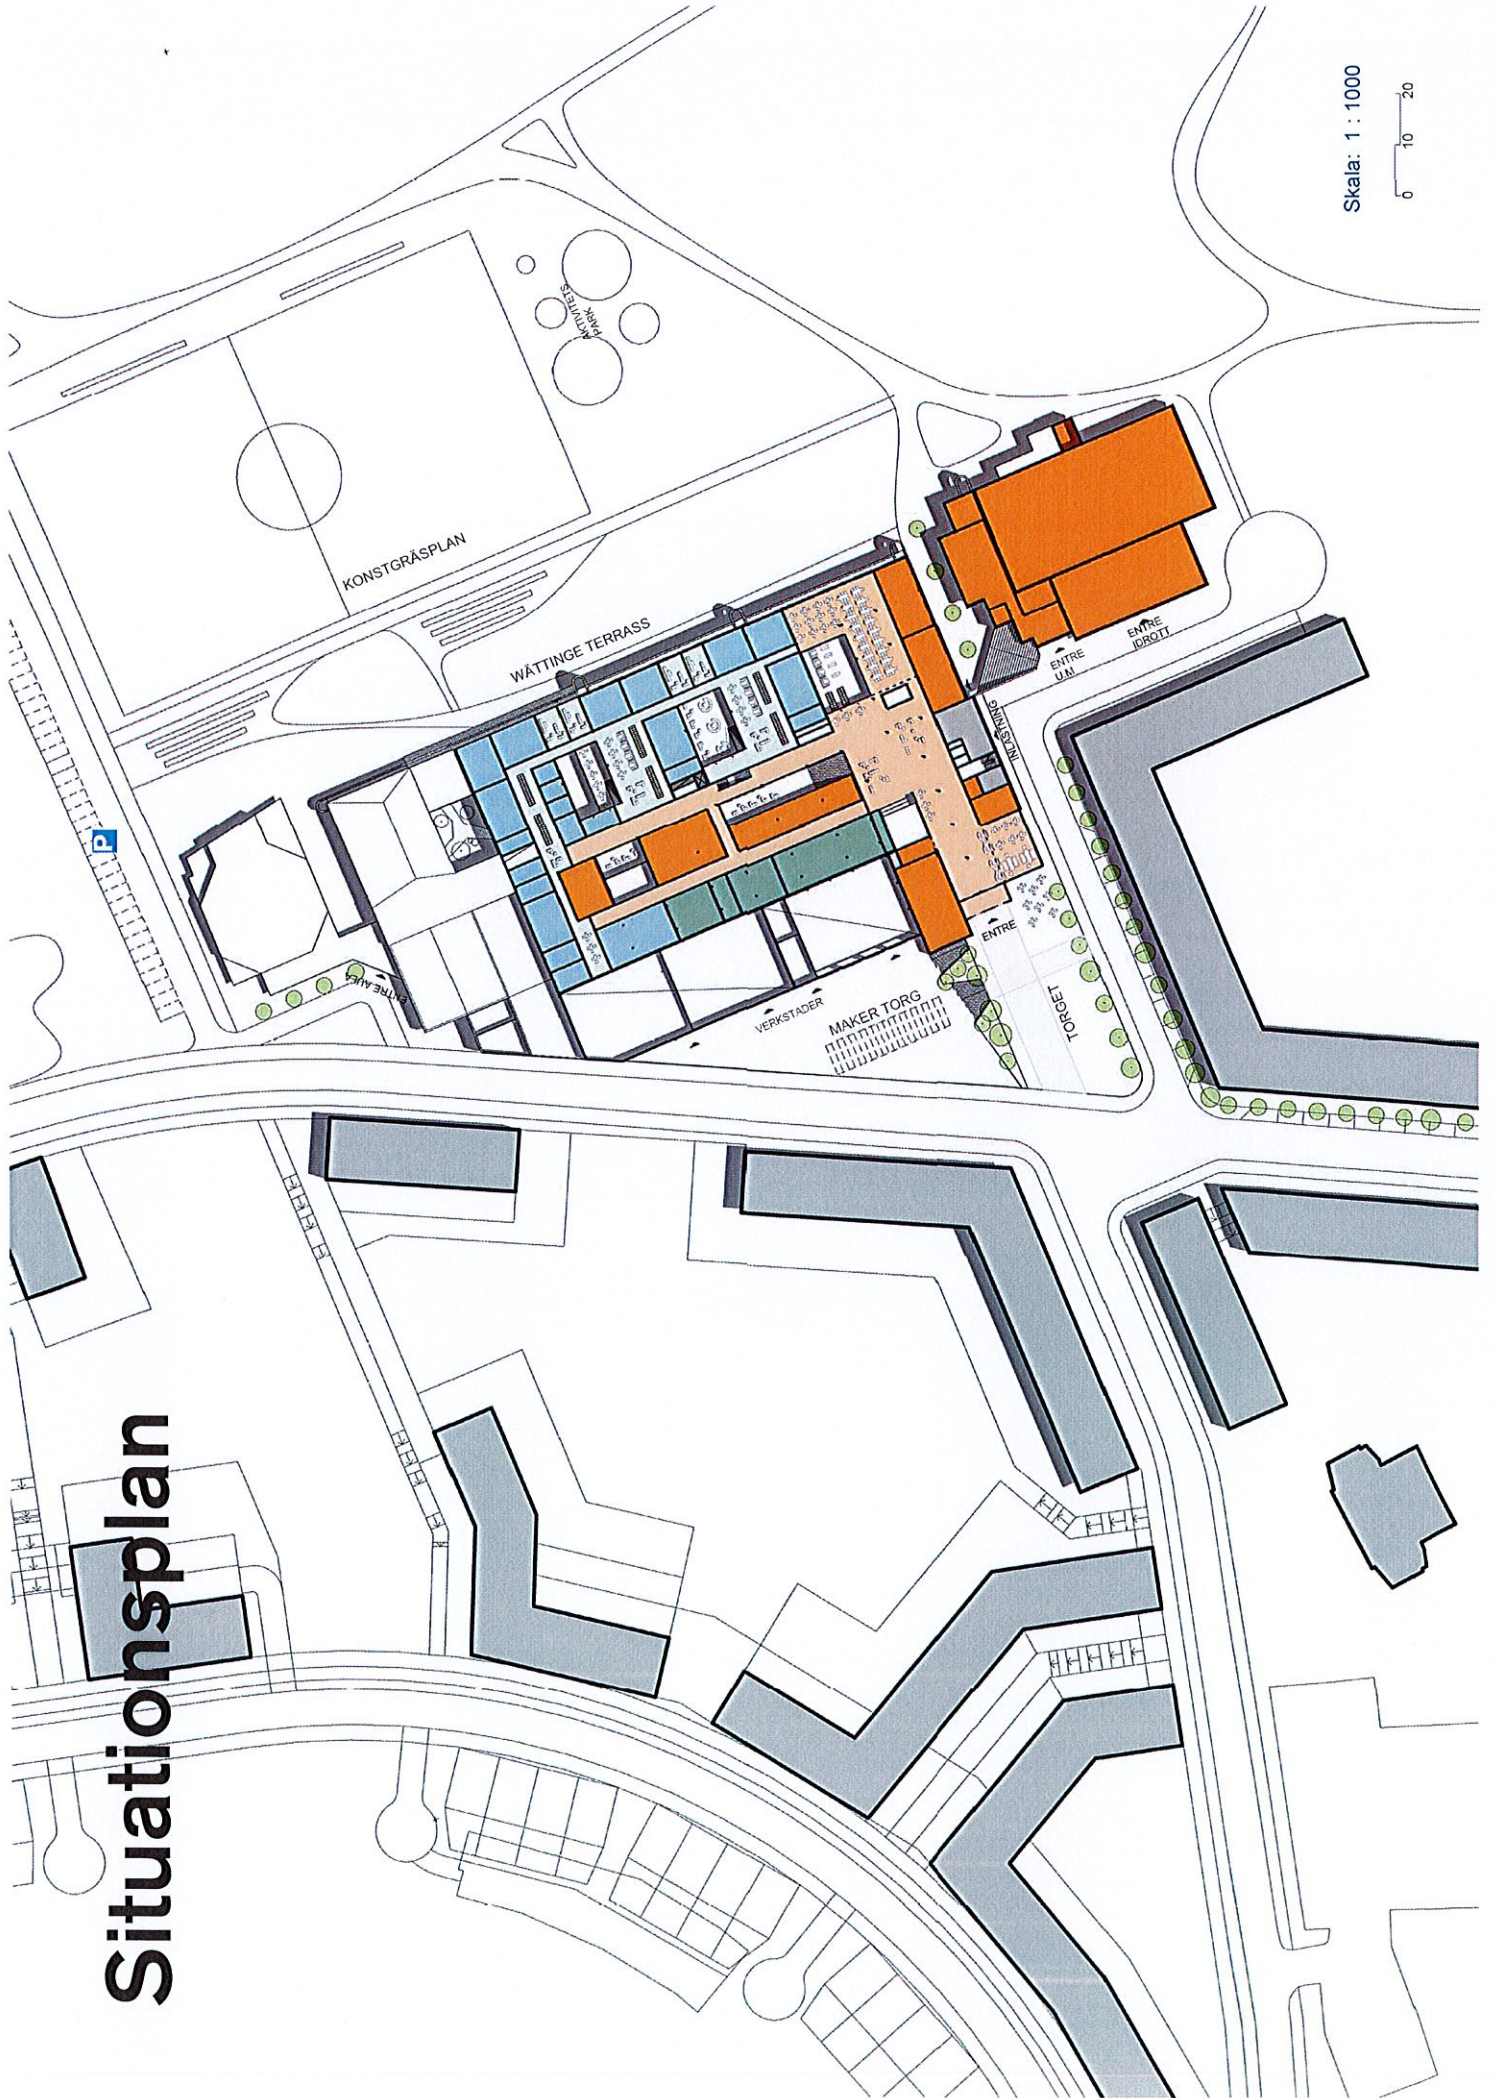 Situationsplan
P
KONSTGRÄSPLAN
AKTIVITETS
PARK
WÄTTINGE TERRASS
ENTRE AULA
VERKSTADER
MAKER TORG
TORGET
ENTRE
INLASTNING
ENTRE
U.M
ENTRE
IDROTT
Skala: 1 : 1000
0 10 20